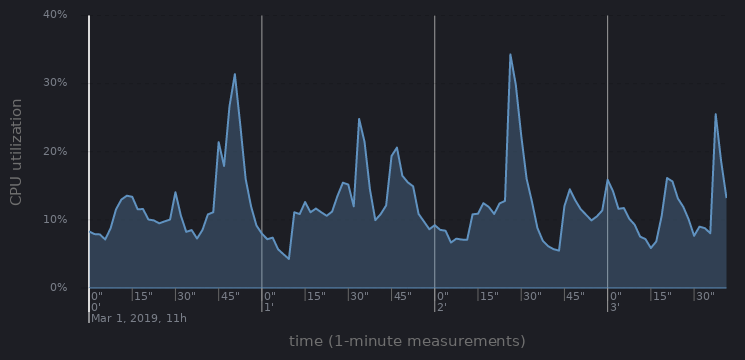 40%
30%
20%
10%
0%
CPU utilization
0" 15" 30" 45" 0" 15" 30" 45" 0" 15" 30" 45" 0" 15" 30"
0' 1' 2' 3'
Mar 1, 2019, 11h
time (1-minute measurements)